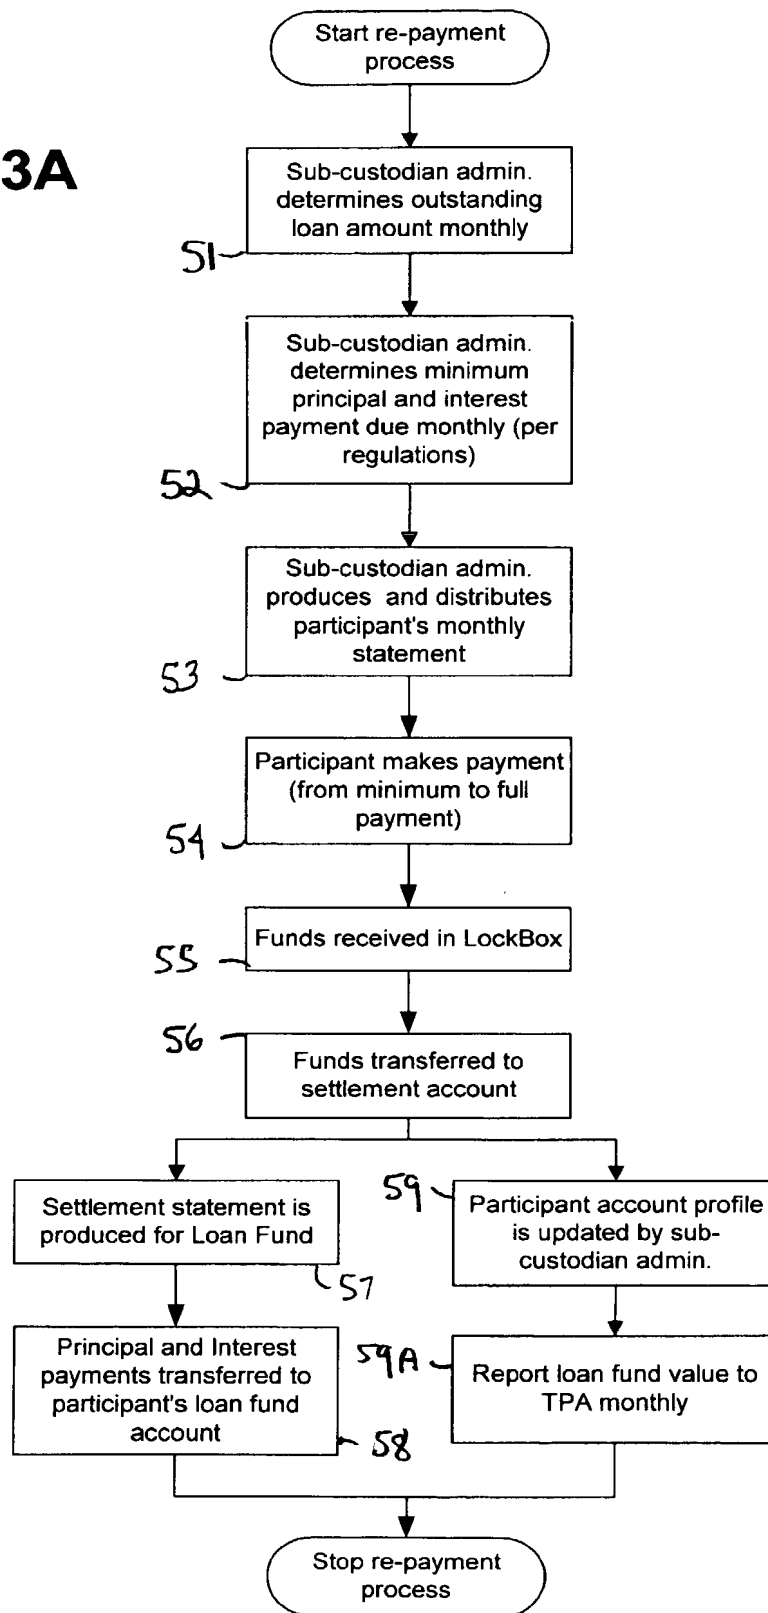 Start re-payment
process
3A
Sub-custodian admin.
determines outstanding
loan amount monthly
51
Sub-custodian admin.
determines minimum
principal and interest
payment due monthly (per
regulations)
52
Sub-custodian admin.
produces and distributes
participant's monthly
statement
53
Participant makes payment
(from minimum to full
payment)
54
Funds received in LockBox
55
56
Funds transferred to
settlement account
Settlement statement is
produced for Loan Fund
57
59
Participant account profile
is updated by sub-
custodian admin.
Principal and Interest
payments transferred to
participant's loan fund
account
58
59A
Report loan fund value to
TPA monthly
Stop re-payment
process